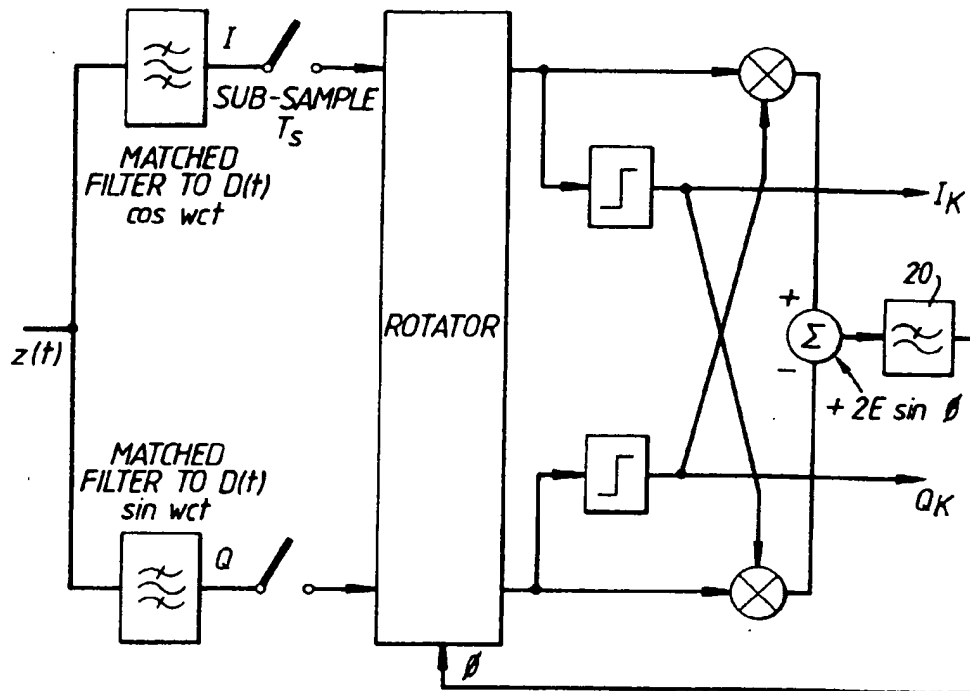 I
SUB-SAMPLE
Ts
MATCHED
FILTER TO D(t)
cos wct
z(t)
ROTATOR
IK
20
+
Σ
-
+ 2E sin ø
MATCHED
FILTER TO D(t)
sin wct
Q
QK
ø